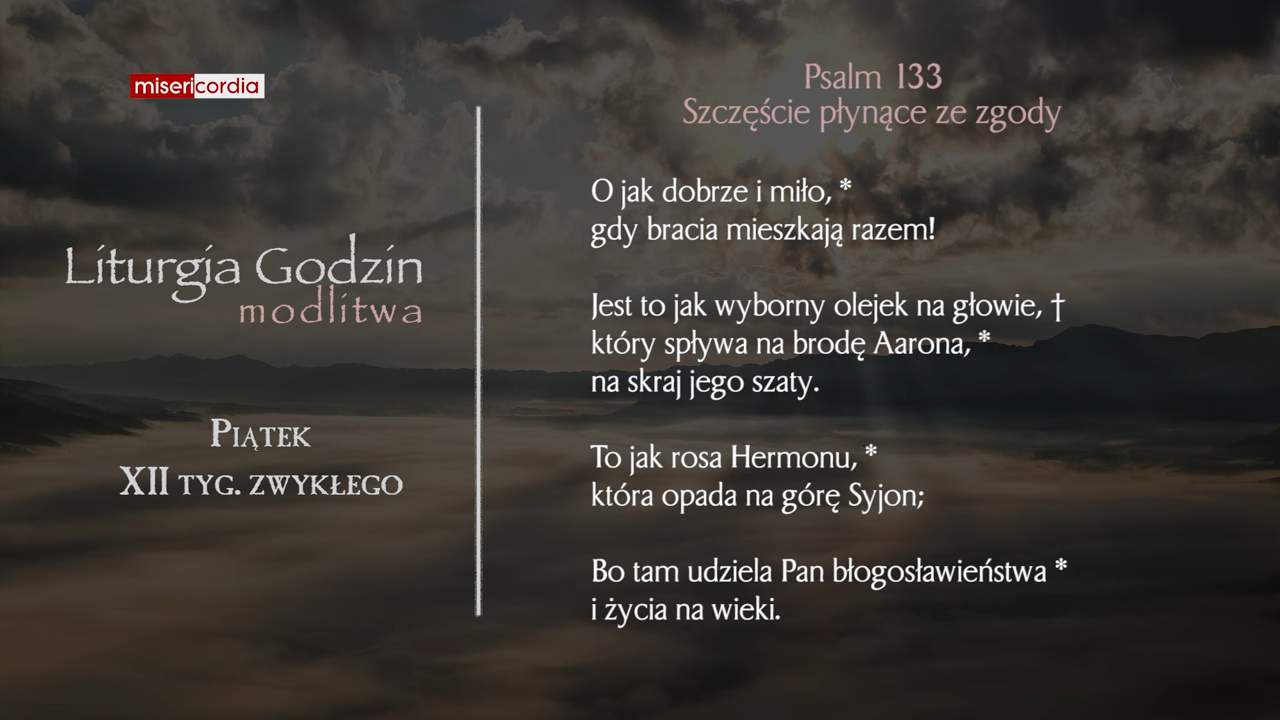 misericordia
Liturgia Godzin
modlitwa
Piątek
XII tyg. zwykłego
Psalm 133
Szczęście płynące ze zgody
O jak dobrze i miło, *
gdy bracia mieszkają razem!
Jest to jak wyborny olejek na głowie, †
który spływa na brodę Aarona, *
na skraj jego szaty.
To jak rosa Hermonu, *
która opada na górę Syjon;
Bo tam udziela Pan błogosławieństwa *
i życia na wieki.